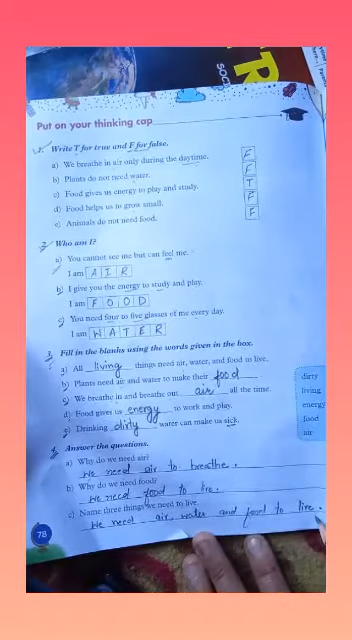 SOC
R
Put on your thinking cap
1. Write T for true and F for false.
a) We breathe in air only during the daytime. F
b) Plants do not need water. F
c) Food gives us energy to play and study. T
d) Food helps us to grow small. F
e) Animals do not need food. F
2. Who am I?
a) You cannot see me but can feel me.
I am A I R
b) I give you the energy to study and play.
I am F O O D
c) You need four to five glasses of me every day.
I am W A T E R
3. Fill in the blanks using the words given in the box.
a) All living things need air, water, and food to live.
b) Plants need air and water to make their food
c) We breathe in and breathe out air all the time.
d) Food gives us energy to work and play.
e) Drinking dirty water can make us sick.
dirty
living
energy
food
air
4. Answer the questions.
a) Why do we need air?
We need air to breathe.
b) Why do we need food?
We need food to live.
c) Name three things we need to live.
We need air, water and food to live.
78